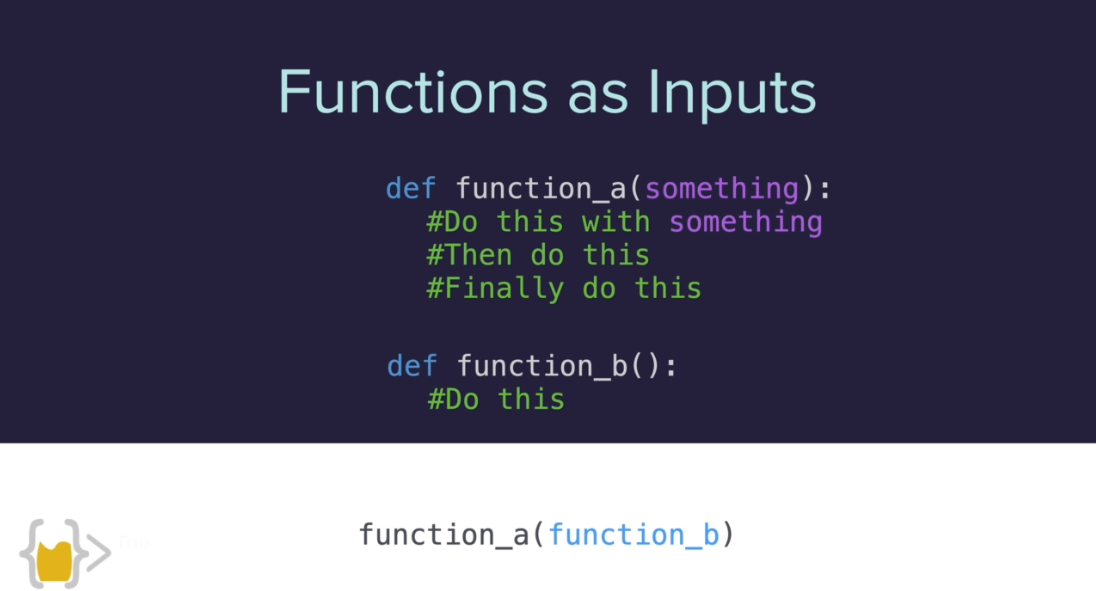 Functions as Inputs
def function_a(something):
#Do this with something
#Then do this
#Finally do this
def function_b():
#Do this
function_a(function_b)